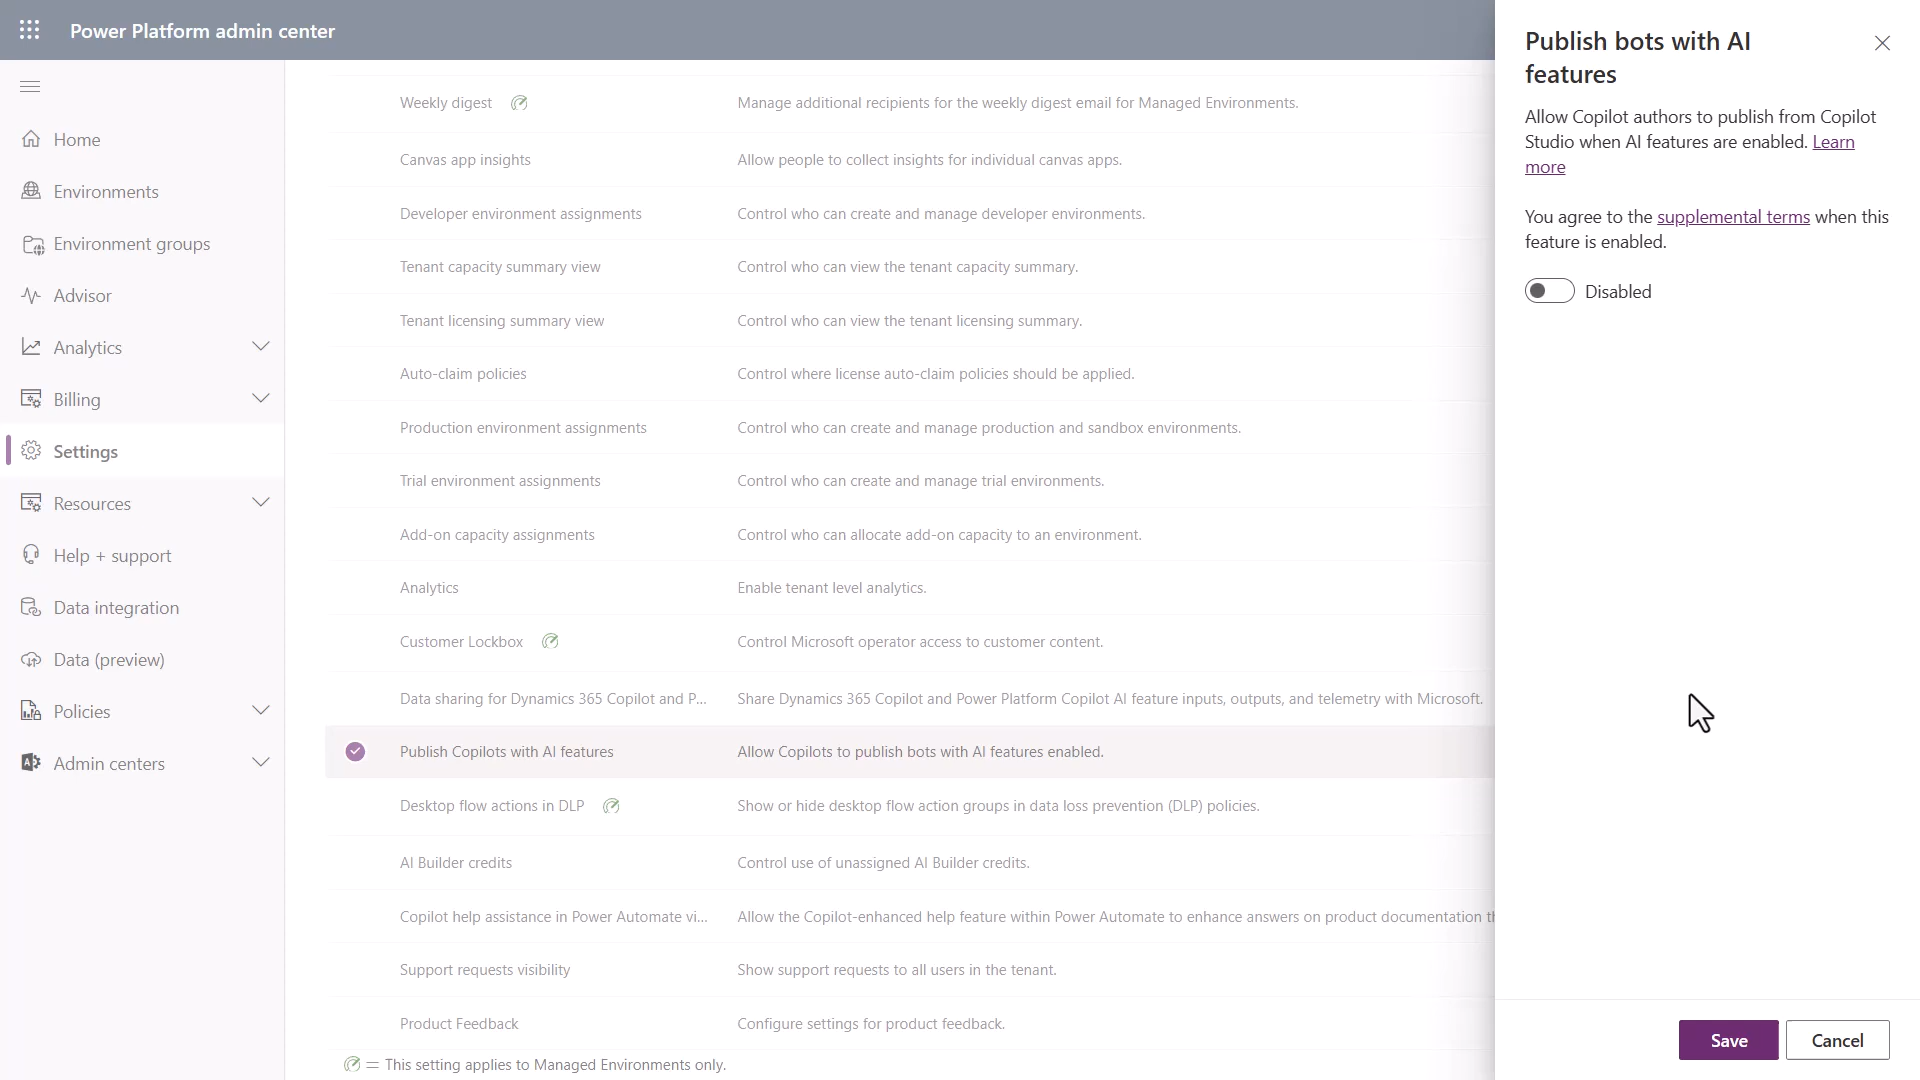 Power Platform admin center
Home
Environments
Environment groups
Advisor
Analytics
Billing
Settings
Resources
Help + support
Data integration
Data (preview)
Policies
Admin centers
Weekly digest Manage additional recipients for the weekly digest email for Managed Environments.
Canvas app insights Allow people to collect insights for individual canvas apps.
Developer environment assignments Control who can create and manage developer environments.
Tenant capacity summary view Control who can view the tenant capacity summary.
Tenant licensing summary view Control who can view the tenant licensing summary.
Auto-claim policies Control where license auto-claim policies should be applied.
Production environment assignments Control who can create and manage production and sandbox environments.
Trial environment assignments Control who can create and manage trial environments.
Add-on capacity assignments Control who can allocate add-on capacity to an environment.
Analytics Enable tenant level analytics.
Customer Lockbox Control Microsoft operator access to customer content.
Data sharing for Dynamics 365 Copilot and P... Share Dynamics 365 Copilot and Power Platform Copilot AI feature inputs, outputs, and telemetry with Microsoft.
Publish Copilots with AI features Allow Copilots to publish bots with AI features enabled.
Desktop flow actions in DLP Show or hide desktop flow action groups in data loss prevention (DLP) policies.
AI Builder credits Control use of unassigned AI Builder credits.
Copilot help assistance in Power Automate vi... Allow the Copilot-enhanced help feature within Power Automate to enhance answers on product documentation
Support requests visibility Show support requests to all users in the tenant.
Product Feedback Configure settings for product feedback.
= This setting applies to Managed Environments only.
Publish bots with AI
features
Allow Copilot authors to publish from Copilot
Studio when AI features are enabled. Learn
more
You agree to the supplemental terms when this
feature is enabled.
Disabled
Save Cancel